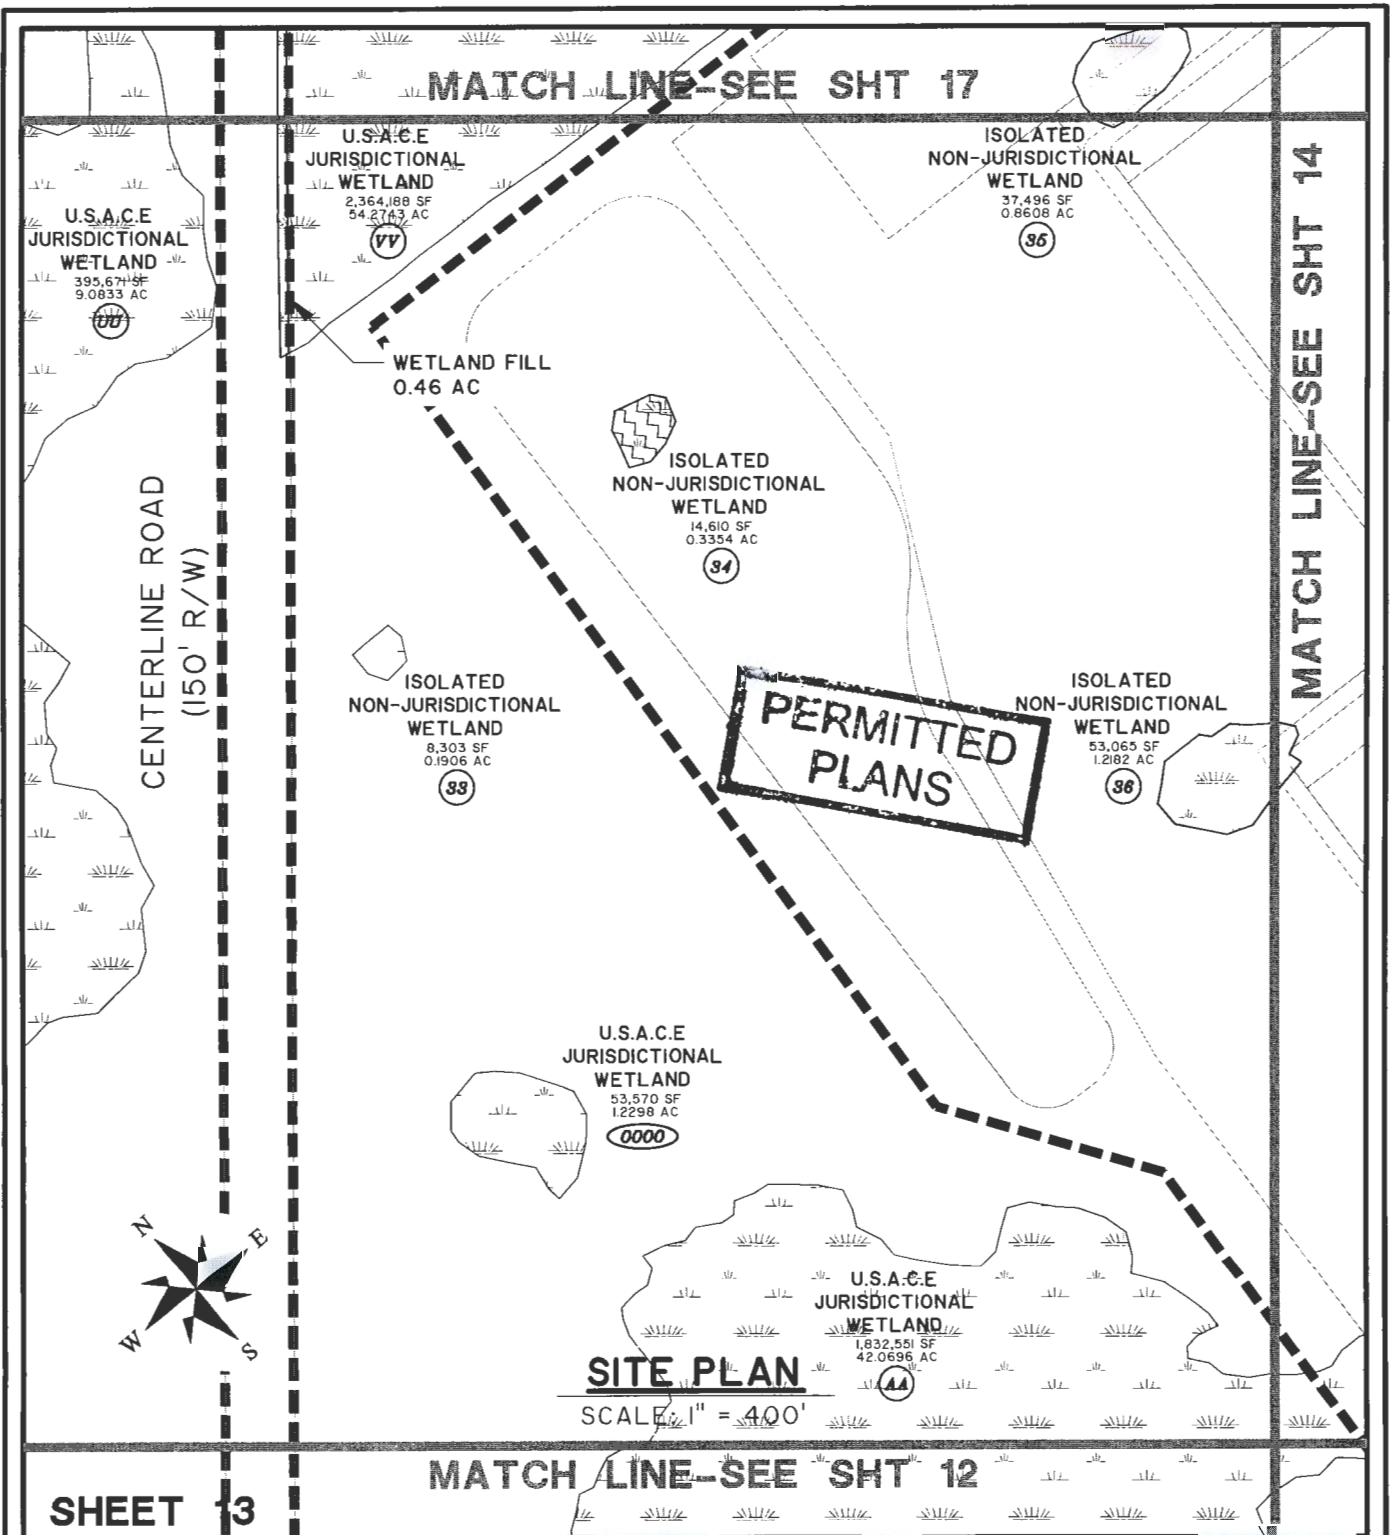 MATCH LINE-SEE SHT 17
U.S.A.C.E
JURISDICTIONAL
WETLAND
2,364,188 SF
54.2743 AC
VV
ISOLATED
NON-JURISDICTIONAL
WETLAND
37,496 SF
0.8608 AC
35
MATCH LINE-SEE SHT 14
U.S.A.C.E
JURISDICTIONAL
WETLAND
395,671 SF
9.0833 AC
UU
WETLAND FILL
0.46 AC
ISOLATED
NON-JURISDICTIONAL
WETLAND
14,610 SF
0.3354 AC
34
CENTERLINE ROAD
(150' R/W)
ISOLATED
NON-JURISDICTIONAL
WETLAND
8,303 SF
0.1906 AC
33
PERMITTED
PLANS
ISOLATED
NON-JURISDICTIONAL
WETLAND
53,065 SF
1.2182 AC
36
U.S.A.C.E
JURISDICTIONAL
WETLAND
53,570 SF
1.2298 AC
OOOO
N
E
W
S
U.S.A.C.E
JURISDICTIONAL
WETLAND
1,832,551 SF
42.0696 AC
AA
SITE PLAN
SCALE: 1" = 400'
MATCH LINE-SEE SHT 12
SHEET 13